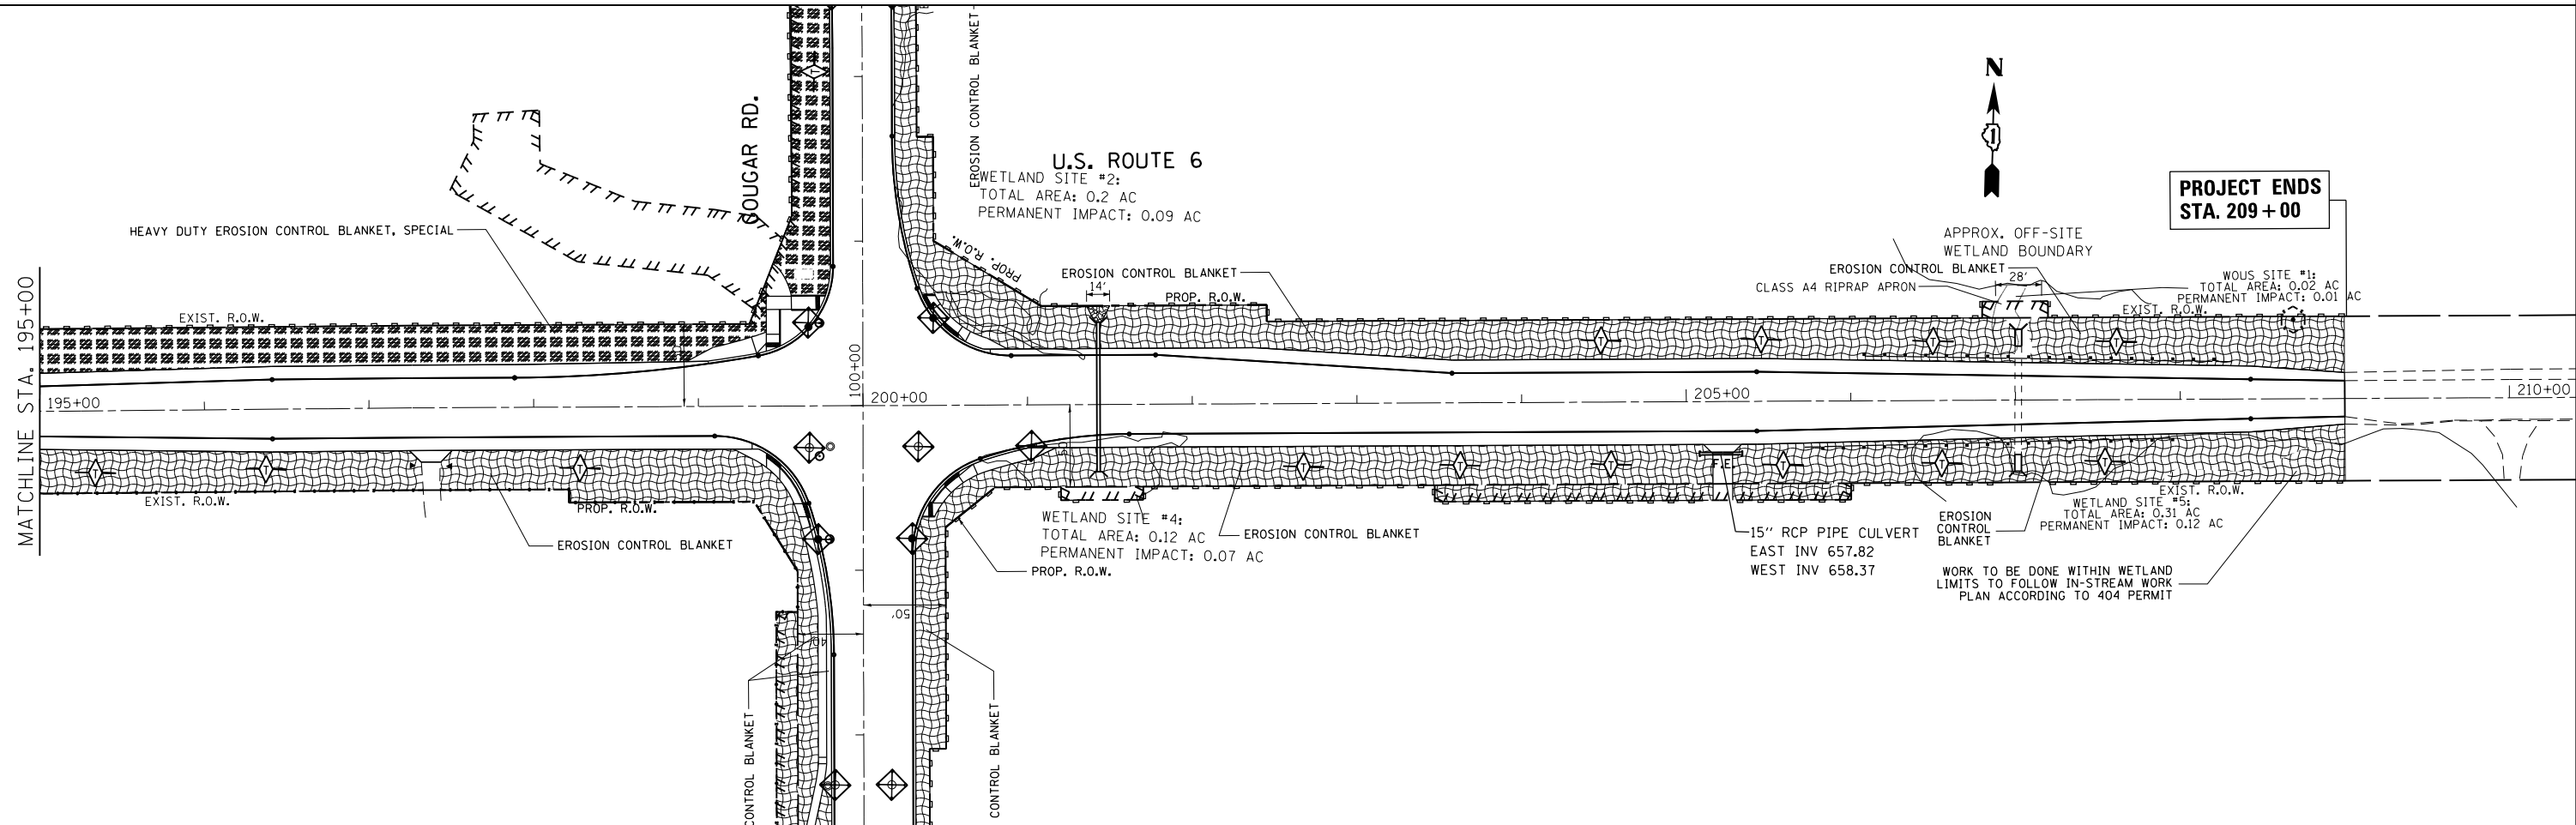 EROSION CONTROL BLANKET
N
1
GOUGAR RD.
U.S. ROUTE 6
WETLAND SITE #2:
TOTAL AREA: 0.2 AC
PERMANENT IMPACT: 0.09 AC
PROJECT ENDS
STA. 209+00
HEAVY DUTY EROSION CONTROL BLANKET, SPECIAL
APPROX. OFF-SITE
WETLAND BOUNDARY
PROP. R.O.W.
EROSION CONTROL BLANKET
14'
PROP. R.O.W.
EROSION CONTROL BLANKET
28'
CLASS A4 RIPRAP APRON
WOUS SITE #1:
TOTAL AREA: 0.02 AC
PERMANENT IMPACT: 0.01 AC
EXIST. R.O.W.
EXIST. R.O.W.
MATCHLINE STA. 195+00
195+00
100+00
200+00
205+00
210+00
50'
T
T
T
T
T
T
T
T
T
T
T
T
T
T
F.E.
EXIST. R.O.W.
PROP. R.O.W.
EROSION CONTROL BLANKET
WETLAND SITE #4:
TOTAL AREA: 0.12 AC
PERMANENT IMPACT: 0.07 AC
PROP. R.O.W.
EROSION CONTROL BLANKET
15" RCP PIPE CULVERT
EAST INV 657.82
WEST INV 658.37
EROSION
CONTROL
BLANKET
EXIST. R.O.W.
WETLAND SITE #5:
TOTAL AREA: 0.31 AC
PERMANENT IMPACT: 0.12 AC
WORK TO BE DONE WITHIN WETLAND
LIMITS TO FOLLOW IN-STREAM WORK
PLAN ACCORDING TO 404 PERMIT
50'
40'
CONTROL BLANKET
CONTROL BLANKET